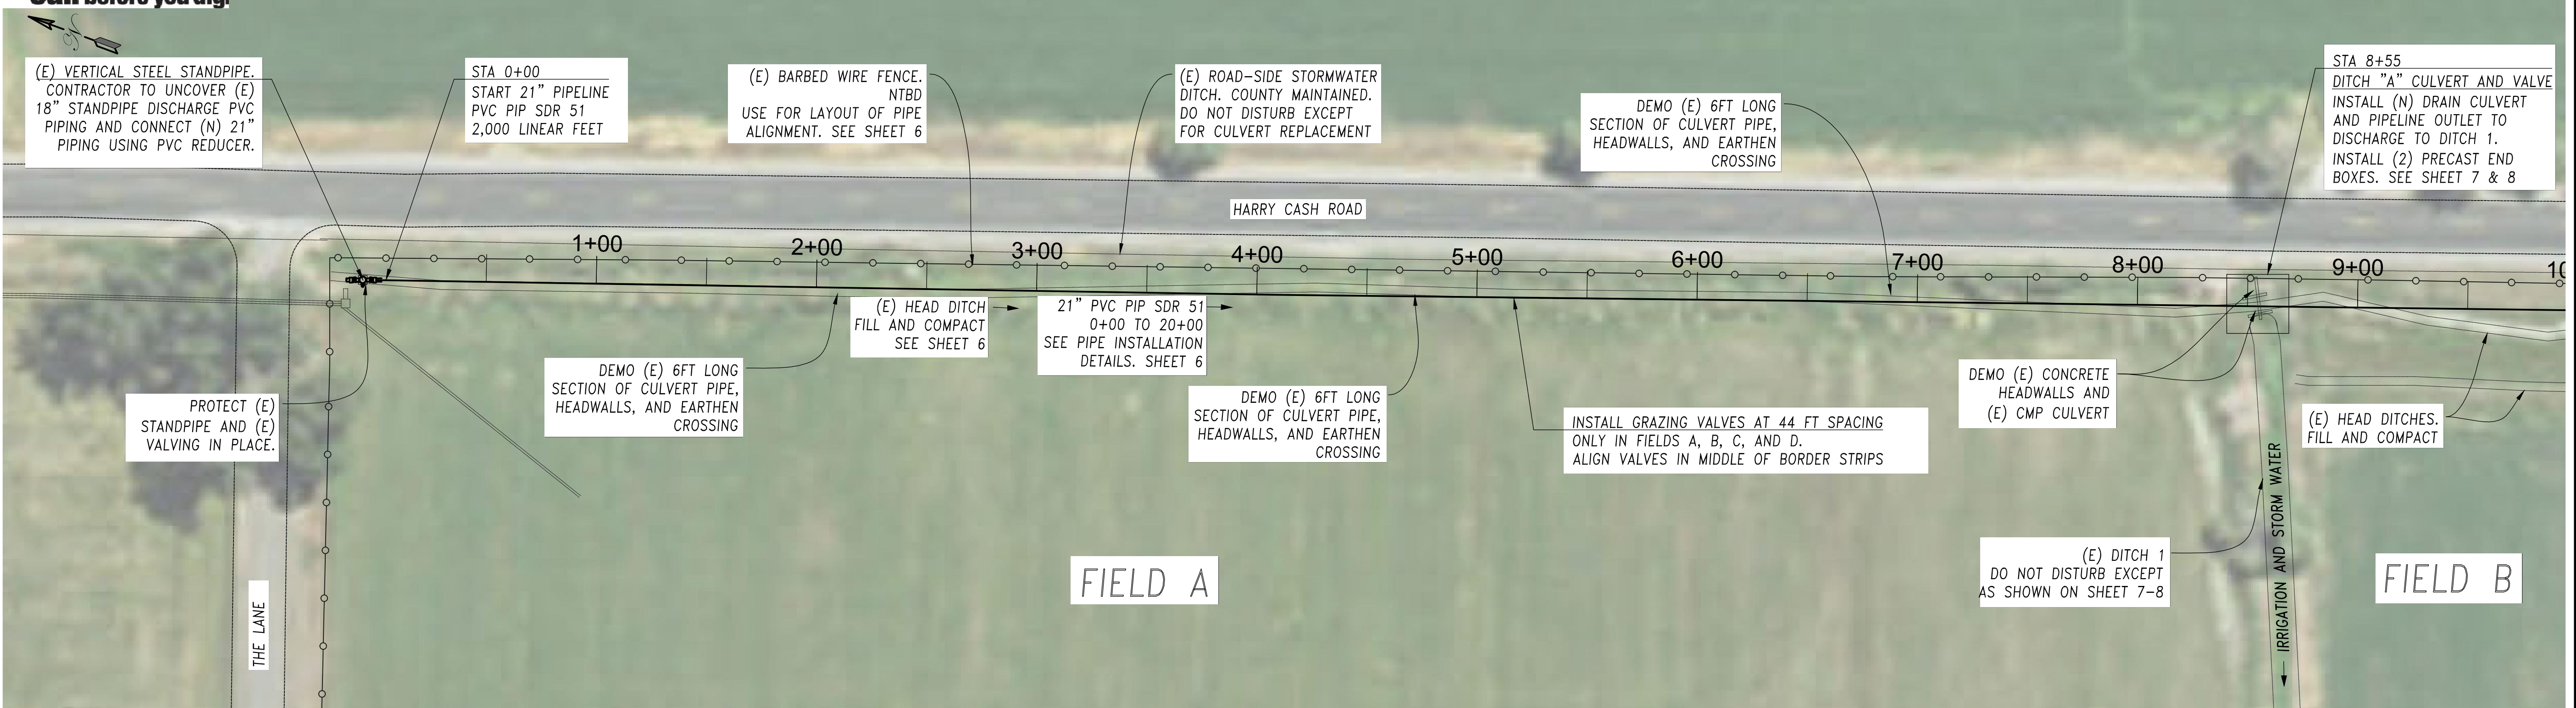 Call before you dig.
(E) VERTICAL STEEL STANDPIPE.
CONTRACTOR TO UNCOVER (E)
18" STANDPIPE DISCHARGE PVC
PIPING AND CONNECT (N) 21"
PIPING USING PVC REDUCER.
STA 0+00
START 21" PIPELINE
PVC PIP SDR 51
2,000 LINEAR FEET
(E) BARBED WIRE FENCE.
NTBD
USE FOR LAYOUT OF PIPE
ALIGNMENT. SEE SHEET 6
(E) ROAD-SIDE STORMWATER
DITCH. COUNTY MAINTAINED.
DO NOT DISTURB EXCEPT
FOR CULVERT REPLACEMENT
DEMO (E) 6FT LONG
SECTION OF CULVERT PIPE,
HEADWALLS, AND EARTHEN
CROSSING
STA 8+55
DITCH "A" CULVERT AND VALVE
INSTALL (N) DRAIN CULVERT
AND PIPELINE OUTLET TO
DISCHARGE TO DITCH 1.
INSTALL (2) PRECAST END
BOXES. SEE SHEET 7 & 8
HARRY CASH ROAD
1+00
2+00
3+00
4+00
5+00
6+00
7+00
8+00
9+00
10
(E) HEAD DITCH
FILL AND COMPACT
SEE SHEET 6
21" PVC PIP SDR 51
0+00 TO 20+00
SEE PIPE INSTALLATION
DETAILS. SHEET 6
PROTECT (E)
STANDPIPE AND (E)
VALVING IN PLACE.
DEMO (E) 6FT LONG
SECTION OF CULVERT PIPE,
HEADWALLS, AND EARTHEN
CROSSING
DEMO (E) 6FT LONG
SECTION OF CULVERT PIPE,
HEADWALLS, AND EARTHEN
CROSSING
INSTALL GRAZING VALVES AT 44 FT SPACING
ONLY IN FIELDS A, B, C, AND D.
ALIGN VALVES IN MIDDLE OF BORDER STRIPS
DEMO (E) CONCRETE
HEADWALLS AND
(E) CMP CULVERT
(E) HEAD DITCHES.
FILL AND COMPACT
(E) DITCH 1
DO NOT DISTURB EXCEPT
AS SHOWN ON SHEET 7-8
IRRIGATION AND STORM WATER
THE LANE
FIELD A
FIELD B